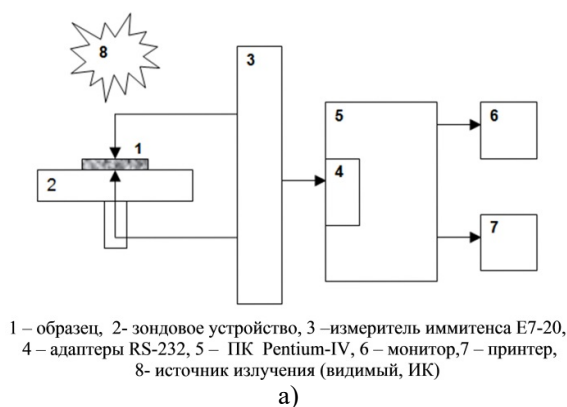 8
3
1
2
5
4
6
7
1 – образец, 2- зондовое устройство, 3 –измеритель иммитенса Е7-20,
4 – адаптеры RS-232, 5 – ПК Pentium-IV, 6 – монитор,7 – принтер,
8- источник излучения (видимый, ИК)
а)